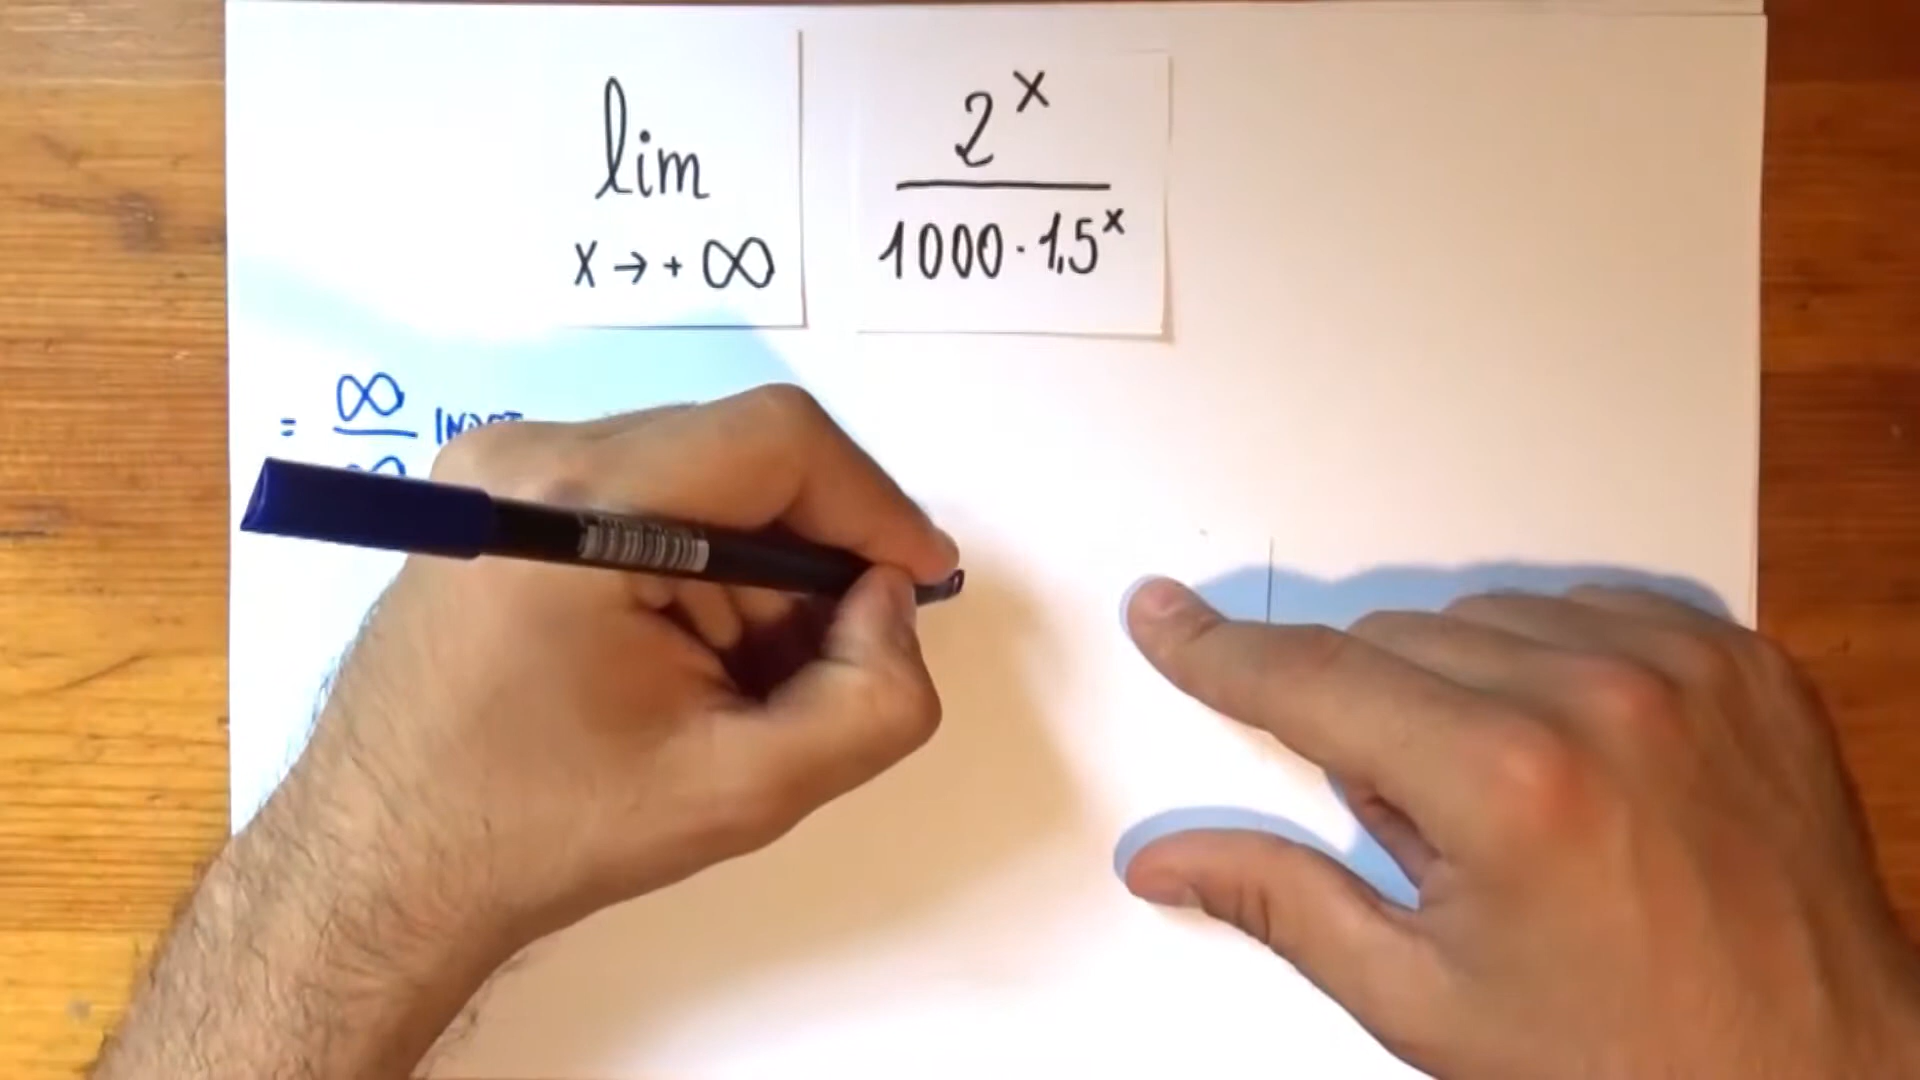 lim 2^x
x → + ∞ 1000 · 1,5^x
= ∞